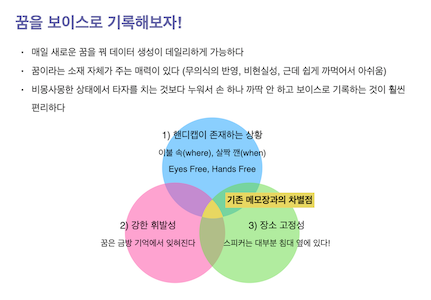 꿈을 보이스로 기록해보자!
• 매일 새로운 꿈을 꿔 데이터 생성이 데일리하게 가능하다
• 꿈이라는 소재 자체가 주는 매력이 있다 (무의식의 반영, 비현실성, 근데 쉽게 까먹어서 아쉬움)
• 비몽사몽한 상태에서 타자를 치는 것보다 누워서 손 하나 까딱 안 하고 보이스로 기록하는 것이 훨씬
편리하다
1) 핸디캡이 존재하는 상황
이불 속(where), 살짝 깬(when)
Eyes Free, Hands Free
기존 메모장과의 차별점
2) 강한 휘발성
꿈은 금방 기억에서 잊혀진다
3) 장소 고정성
스피커는 대부분 침대 옆에 있다!